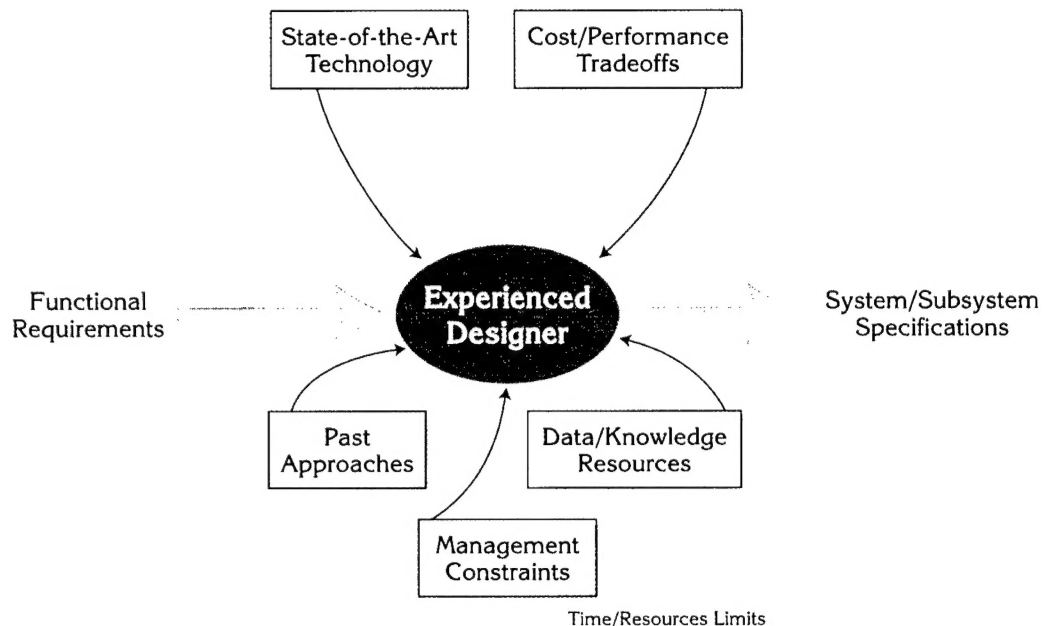 State-of-the-Art
Technology
Cost/Performance
Tradeoffs
Functional
Requirements
Experienced
Designer
System/Subsystem
Specifications
Past
Approaches
Data/Knowledge
Resources
Management
Constraints
Time/Resources Limits